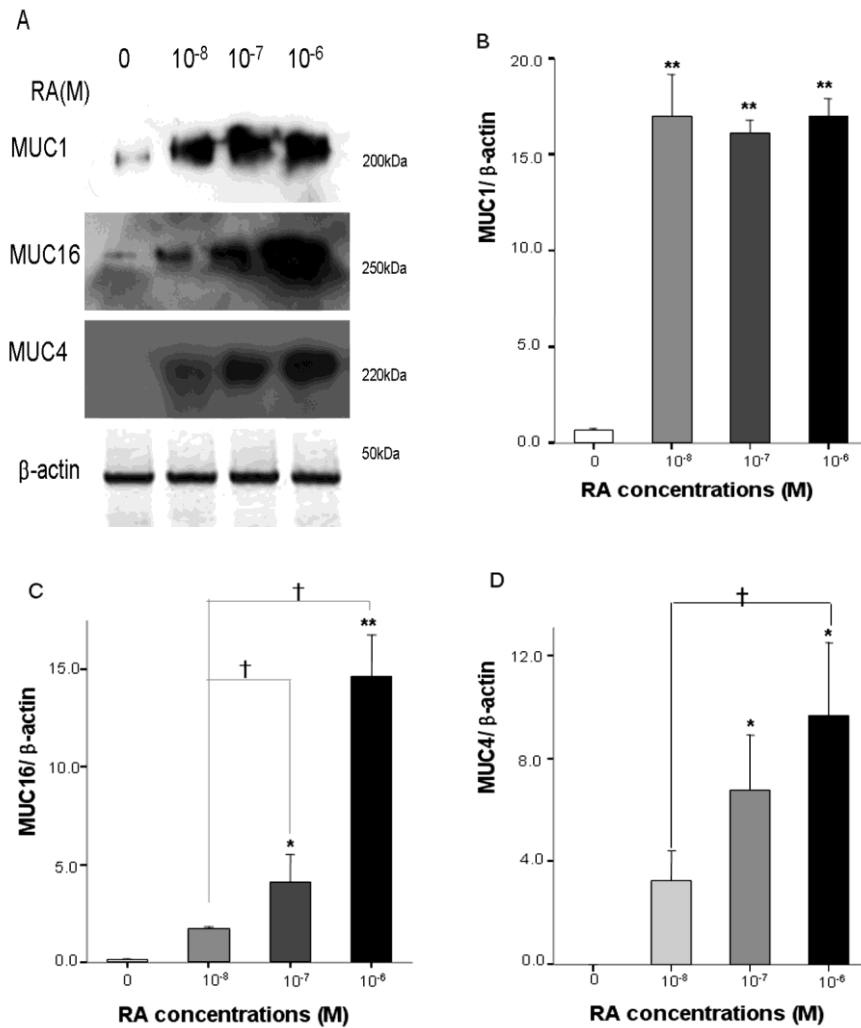 A
0 10⁻⁸ 10⁻⁷ 10⁻⁶
RA(M)
MUC1
200kDa
MUC16
250kDa
MUC4
220kDa
β-actin
50kDa
B
MUC1/ β-actin
20.0
15.0
10.0
5.0
0.0
** ** **
0 10⁻⁸ 10⁻⁷ 10⁻⁶
RA concentrations (M)
C
MUC16/ β-actin
15.0
10.0
5.0
0.0
†
†
**
*
0 10⁻⁸ 10⁻⁷ 10⁻⁶
RA concentrations (M)
D
MUC4/ β-actin
12.0
8.0
4.0
0.0
†
*
*
0 10⁻⁸ 10⁻⁷ 10⁻⁶
RA concentrations (M)